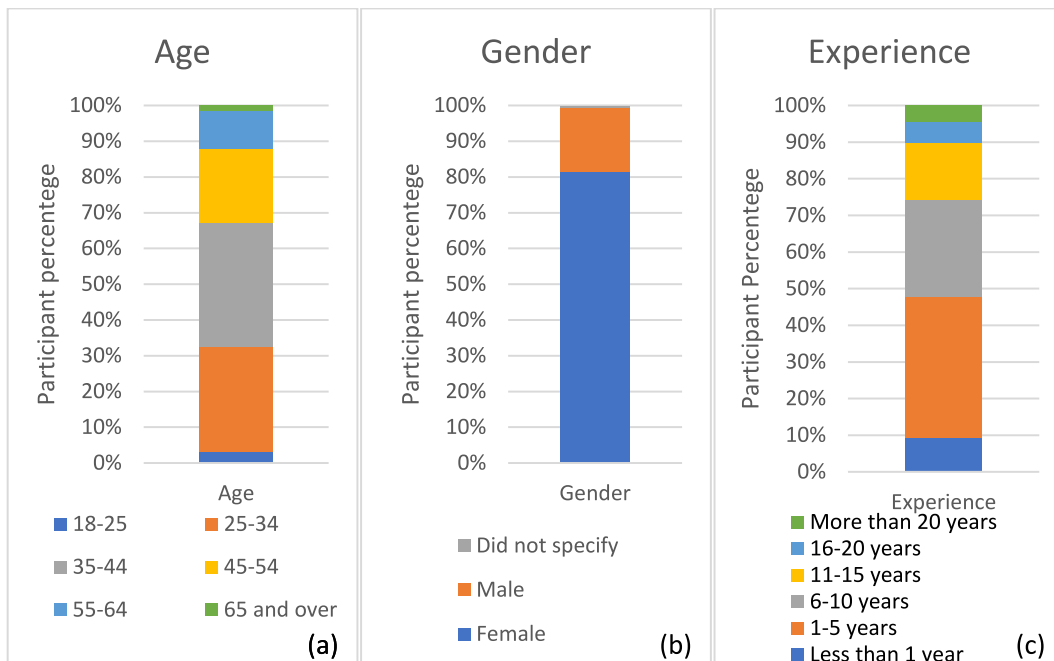 Age
100%
90%
80%
70%
60%
50%
40%
30%
20%
10%
0%
Participant percentege
Age
18-25 25-34
35-44 45-54
55-64 65 and over
(a)
Gender
100%
90%
80%
70%
60%
50%
40%
30%
20%
10%
0%
Participant percentege
Gender
Did not specify
Male
Female
(b)
Experience
100%
90%
80%
70%
60%
50%
40%
30%
20%
10%
0%
Participant Percentege
Experience
More than 20 years
16-20 years
11-15 years
6-10 years
1-5 years
Less than 1 year
(c)